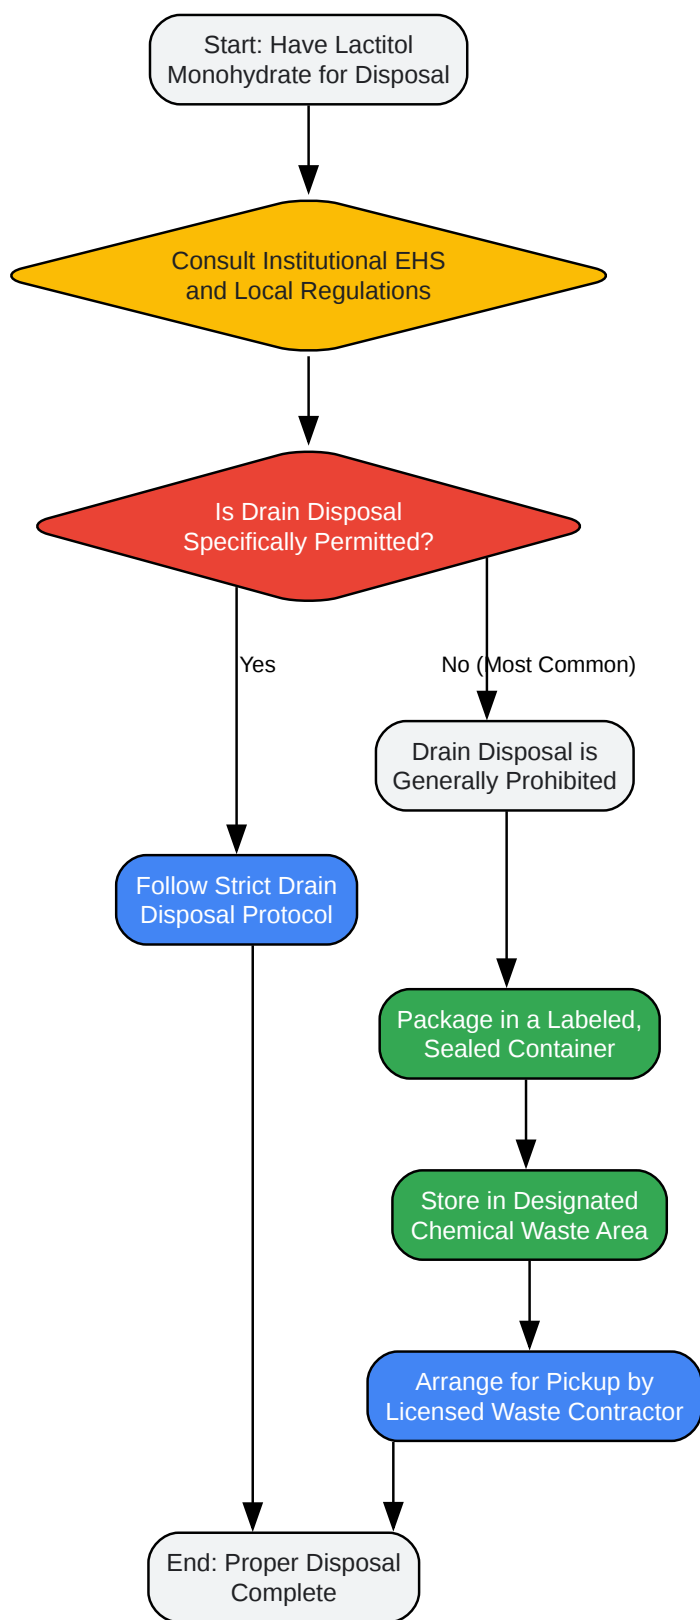 Start: Have Lactitol
Monohydrate for Disposal
Consult Institutional EHS
and Local Regulations
Is Drain Disposal
Specifically Permitted?
Yes
No (Most Common)
Drain Disposal is
Generally Prohibited
Follow Strict Drain
Disposal Protocol
Package in a Labeled,
Sealed Container
Store in Designated
Chemical Waste Area
Arrange for Pickup by
Licensed Waste Contractor
End: Proper Disposal
Complete